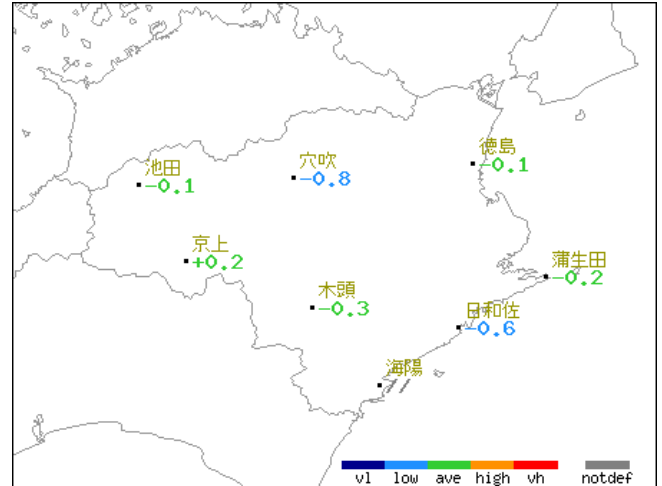 徳島
-0.1
穴吹
-0.8
池田
-0.1
京上
+0.2
蒲生田
-0.2
木頭
-0.3
日和佐
-0.6
海陽
//
vl low ave high vh notdef